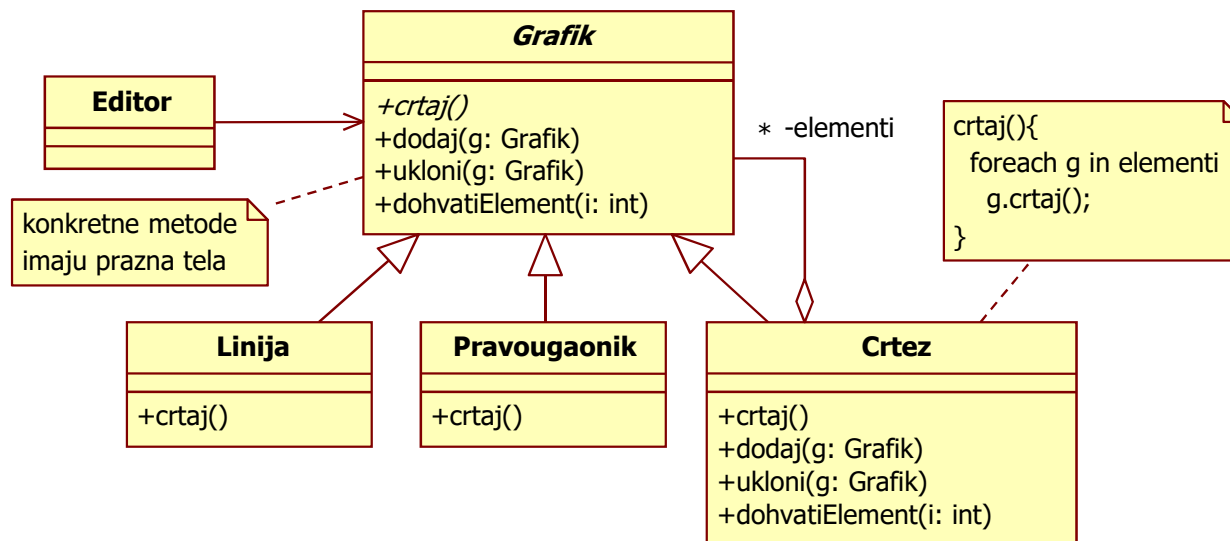 Grafik
+crtaj()
+dodaj(g: Grafik)
+ukloni(g: Grafik)
+dohvatiElement(i: int)
Editor
konkretne metode
imaju prazna tela
* -elementi
crtaj(){
foreach g in elementi
g.crtaj();
}
Linija
+crtaj()
Pravougaonik
+crtaj()
Crtez
+crtaj()
+dodaj(g: Grafik)
+ukloni(g: Grafik)
+dohvatiElement(i: int)